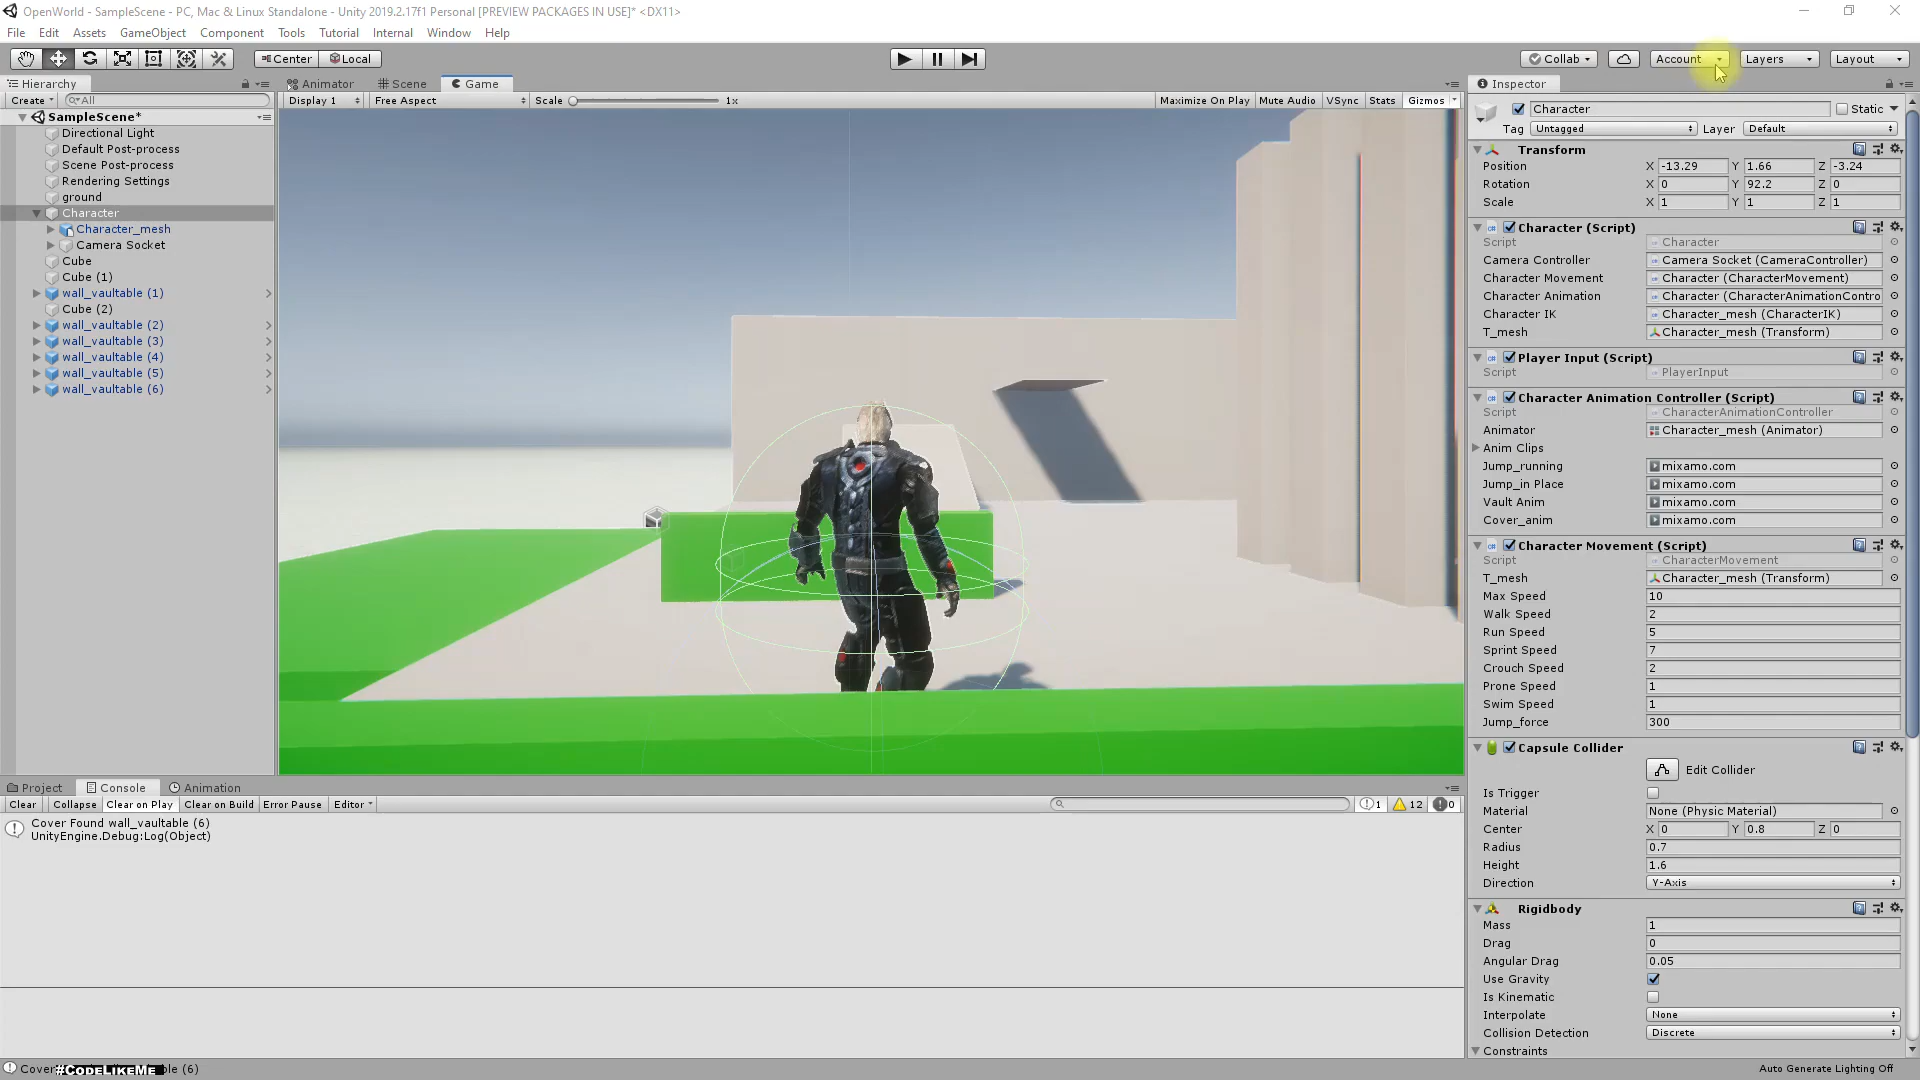 OpenWorld - SampleScene - PC, Mac & Linux Standalone - Unity 2019.2.17f1 Personal [PREVIEW PACKAGES IN USE]* <DX11>
File Edit Assets GameObject Component Tools Tutorial Internal Window Help
Center Local Collab Account Layers Layout
Hierarchy Animator Scene Game Inspector
Create All Display 1 Free Aspect Scale 1x Maximize On Play Mute Audio VSync Stats Gizmos
SampleScene*
Directional Light
Default Post-process
Scene Post-process
Rendering Settings
ground
Character
Character_mesh
Camera Socket
Cube
Cube (1)
wall_vaultable (1)
Cube (2)
wall_vaultable (2)
wall_vaultable (3)
wall_vaultable (4)
wall_vaultable (5)
wall_vaultable (6)
Character Static
Tag Untagged Layer Default
Transform
Position X -13.29 Y 1.66 Z -3.24
Rotation X 0 Y 92.2 Z 0
Scale X 1 Y 1 Z 1
Character (Script)
Script Character
Camera Controller Camera Socket (CameraController)
Character Movement Character (CharacterMovement)
Character Animation Character (CharacterAnimationContro
Character IK Character_mesh (CharacterIK)
T_mesh Character_mesh (Transform)
Player Input (Script)
Script PlayerInput
Character Animation Controller (Script)
Script CharacterAnimationController
Animator Character_mesh (Animator)
Anim Clips
Jump_running mixamo.com
Jump_in Place mixamo.com
Vault Anim mixamo.com
Cover_anim mixamo.com
Character Movement (Script)
Script CharacterMovement
T_mesh Character_mesh (Transform)
Max Speed 10
Walk Speed 2
Run Speed 5
Sprint Speed 7
Crouch Speed 2
Prone Speed 1
Swim Speed 1
Jump_force 300
Capsule Collider
Edit Collider
Is Trigger
Material None (Physic Material)
Center X 0 Y 0.8 Z 0
Radius 0.7
Height 1.6
Direction Y-Axis
Rigidbody
Mass 1
Drag 0
Angular Drag 0.05
Use Gravity
Is Kinematic
Interpolate None
Collision Detection Discrete
Constraints
Project Console Animation
Clear Collapse Clear on Play Clear on Build Error Pause Editor 1 12 0
Cover Found wall_vaultable (6)
UnityEngine.Debug:Log(Object)
Cover #CODELIKEME ble (6)
Auto Generate Lighting Off